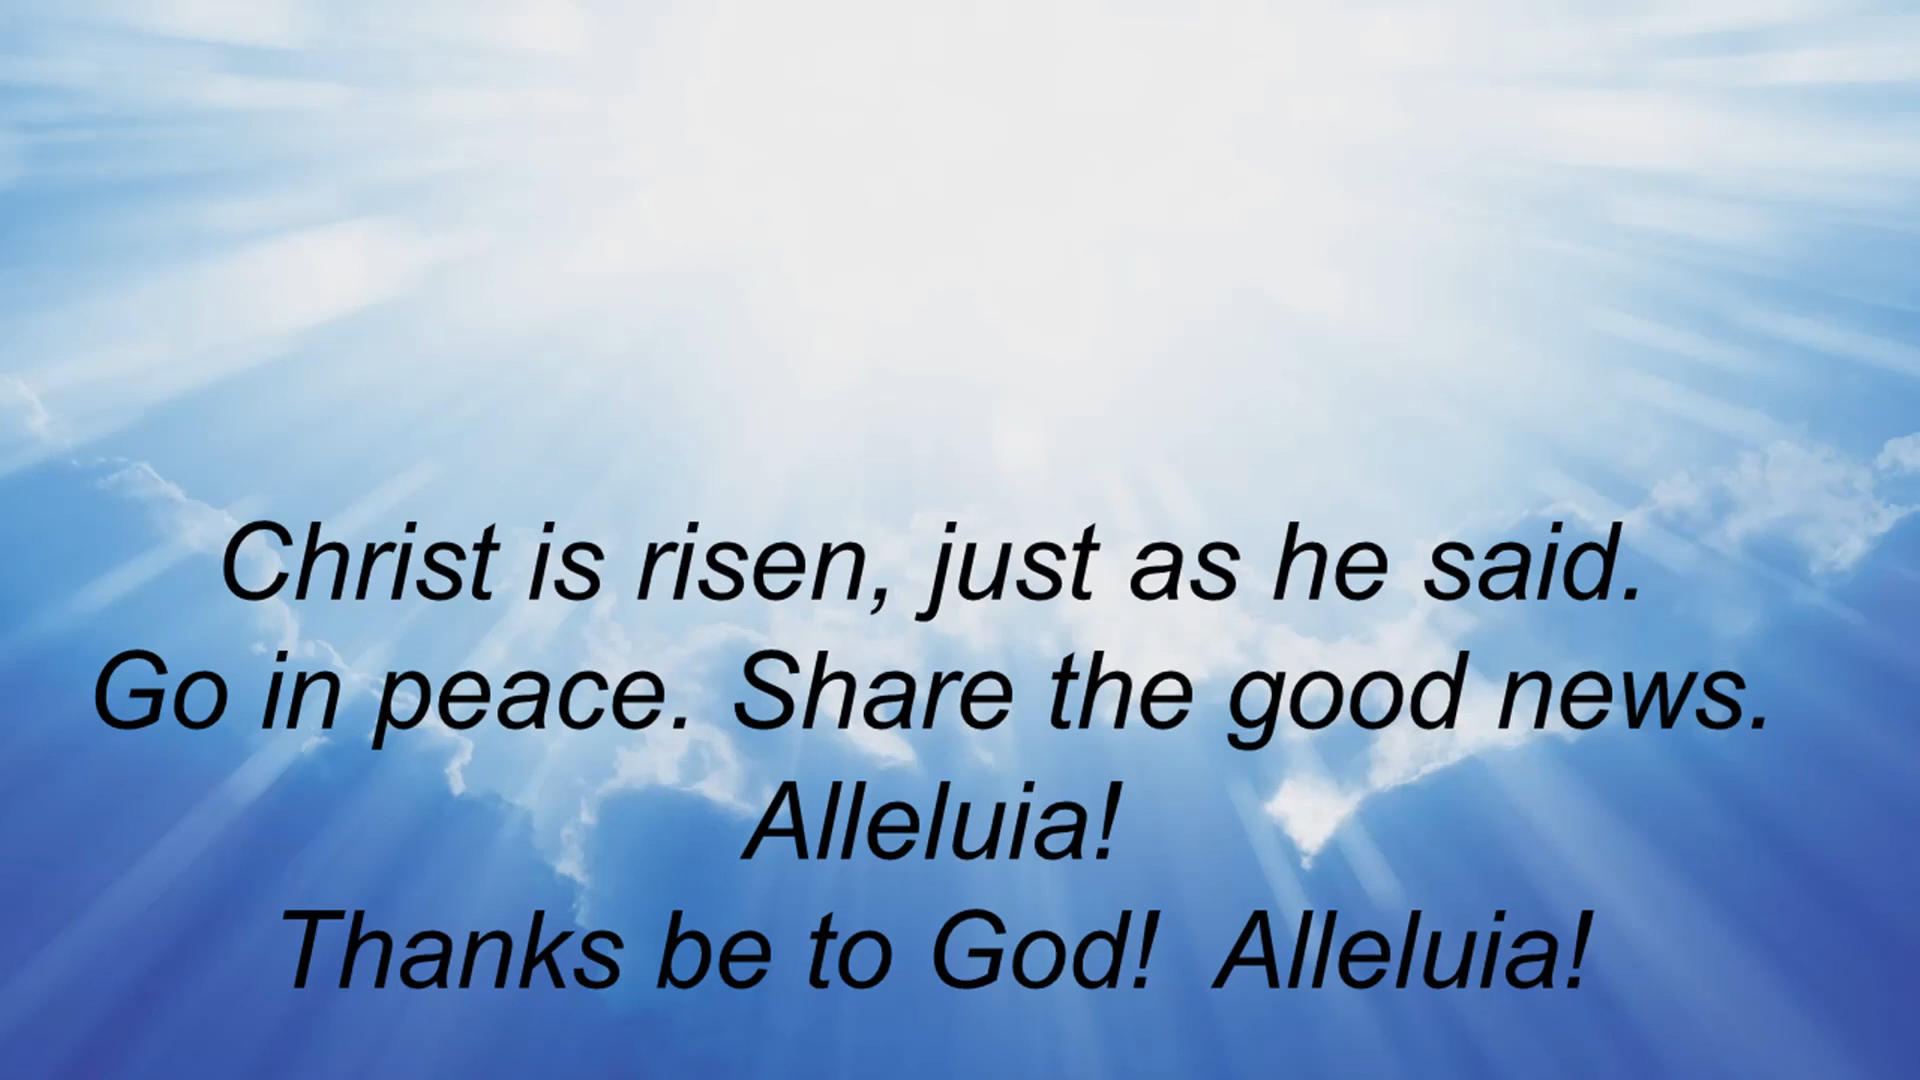 Christ is risen, just as he said.
Go in peace. Share the good news.
Alleluia!
Thanks be to God!  Alleluia!